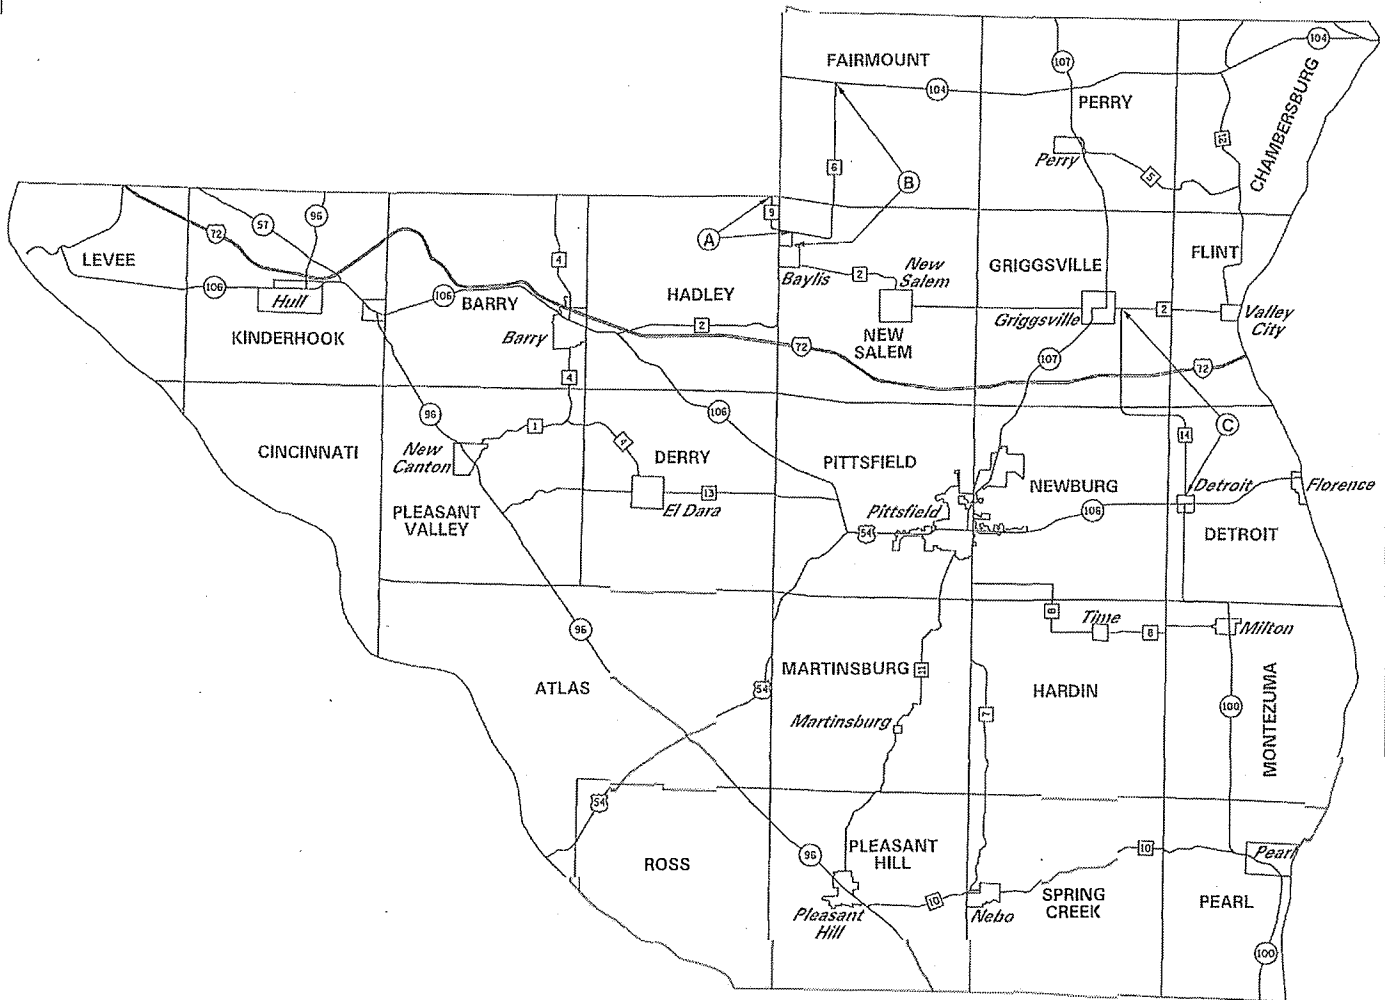 104
FAIRMOUNT
107
104
PERRY
CHAMBERSBURG
Perry
12
5
6
B
9
A
96
57
72
LEVEE
106
Hull
KINDERHOOK
106
BARRY
4
Barry
HADLEY
2
Baylis
2
New
Salem
NEW
SALEM
GRIGGSVILLE
Griggsville
FLINT
2
Valley
City
72
107
72
4
106
96
1
4
New
Canton
CINCINNATI
PLEASANT
VALLEY
DERRY
13
El Dara
PITTSFIELD
Pittsfield
54
NEWBURG
106
C
14
Detroit
Florence
DETROIT
96
ATLAS
54
MARTINSBURG
11
Martinsburg
8
Time
8
Milton
HARDIN
7
100
MONTEZUMA
54
ROSS
96
PLEASANT
HILL
Pleasant
Hill
10
Nebo
10
SPRING
CREEK
Pearl
PEARL
100